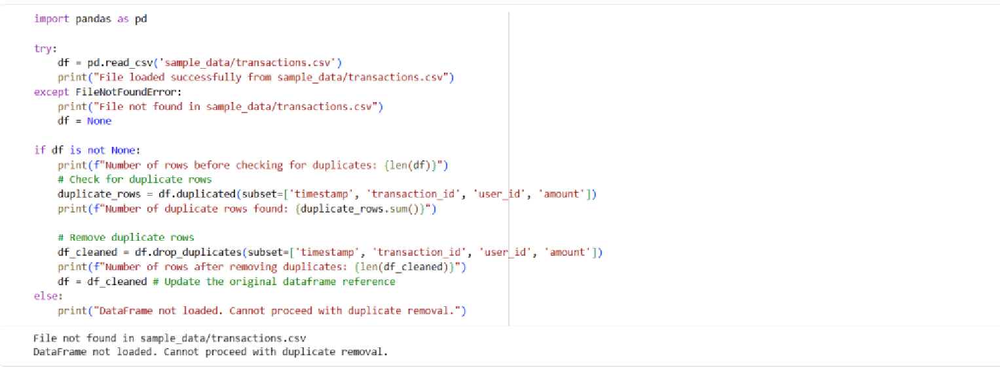 import pandas as pd
try:
    df = pd.read_csv('sample_data/transactions.csv')
    print("File loaded successfully from sample_data/transactions.csv")
except FileNotFoundError:
    print("File not found in sample_data/transactions.csv")
    df = None
if df is not None:
    print(f"Number of rows before checking for duplicates: {len(df)}")
    # Check for duplicate rows
    duplicate_rows = df.duplicated(subset=['timestamp', 'transaction_id', 'user_id', 'amount'])
    print(f"Number of duplicate rows found: {duplicate_rows.sum()}")
    # Remove duplicate rows
    df_cleaned = df.drop_duplicates(subset=['timestamp', 'transaction_id', 'user_id', 'amount'])
    print(f"Number of rows after removing duplicates: {len(df_cleaned)}")
    df = df_cleaned # Update the original dataframe reference
else:
    print("DataFrame not loaded. Cannot proceed with duplicate removal.")
File not found in sample_data/transactions.csv
DataFrame not loaded. Cannot proceed with duplicate removal.